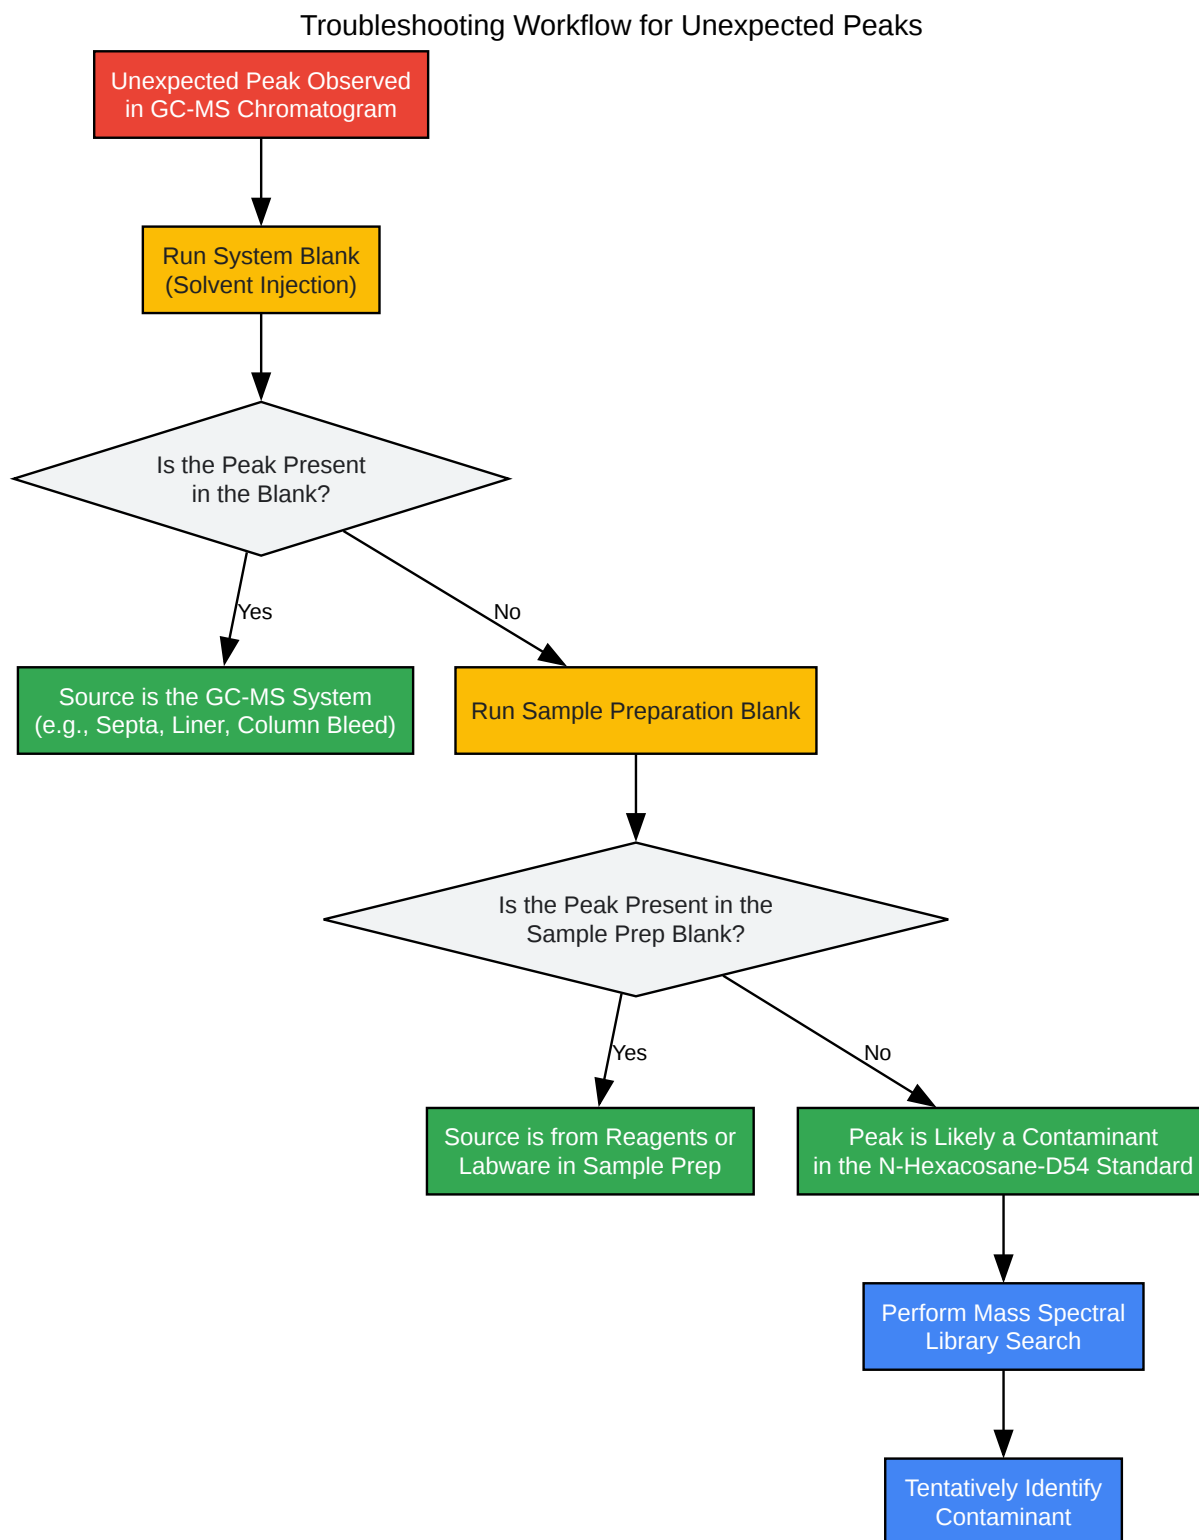 Troubleshooting Workflow for Unexpected Peaks
Unexpected Peak Observed
in GC-MS Chromatogram
Run System Blank
(Solvent Injection)
Is the Peak Present
in the Blank?
Yes
No
Source is the GC-MS System
(e.g., Septa, Liner, Column Bleed)
Run Sample Preparation Blank
Is the Peak Present in the
Sample Prep Blank?
Yes
No
Source is from Reagents or
Labware in Sample Prep
Peak is Likely a Contaminant
in the N-Hexacosane-D54 Standard
Perform Mass Spectral
Library Search
Tentatively Identify
Contaminant